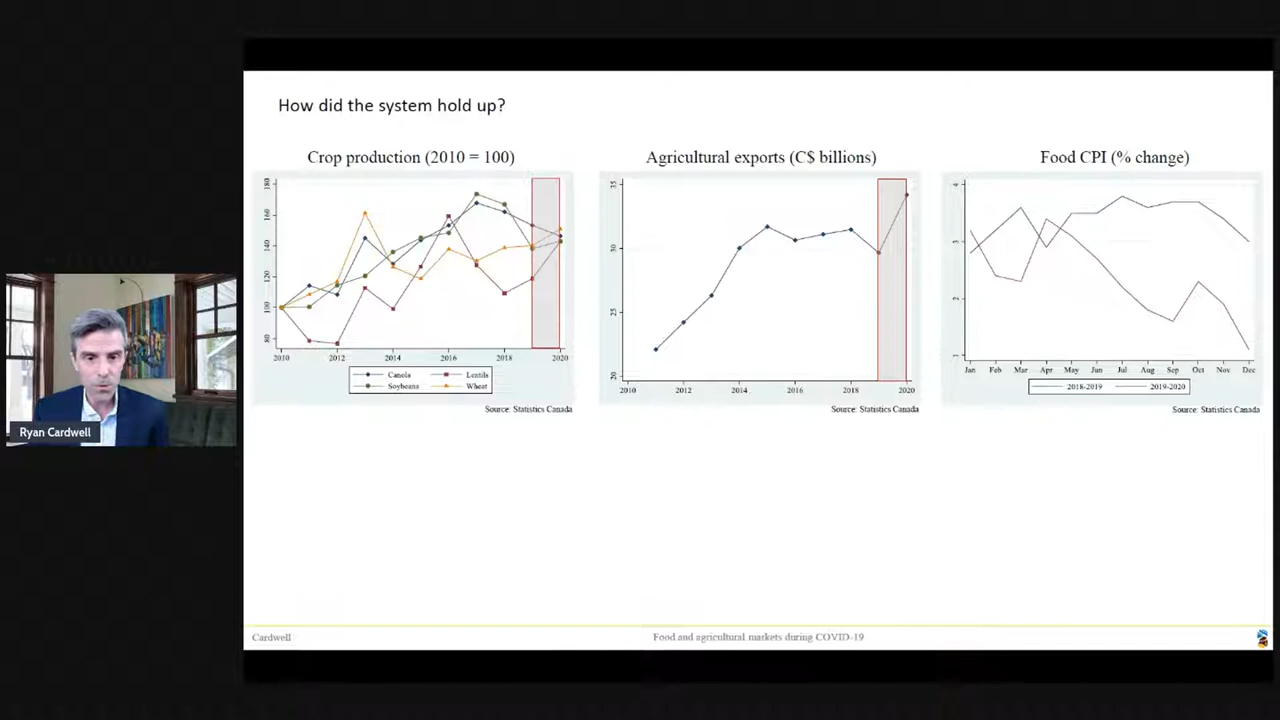 How did the system hold up?
Crop production (2010 = 100)
180
160
140
120
100
80
2010 2012 2014 2016 2018 2020
Canola Lentils
Soybeans Wheat
Source: Statistics Canada
Agricultural exports (C$ billions)
35
30
25
20
2010 2012 2014 2016 2018 2020
Source: Statistics Canada
Food CPI (% change)
4
3
2
1
Jan Feb Mar Apr May Jun Jul Aug Sep Oct Nov Dec
2018-2019 2019-2020
Source: Statistics Canada
Ryan Cardwell
Cardwell Food and agricultural markets during COVID-19